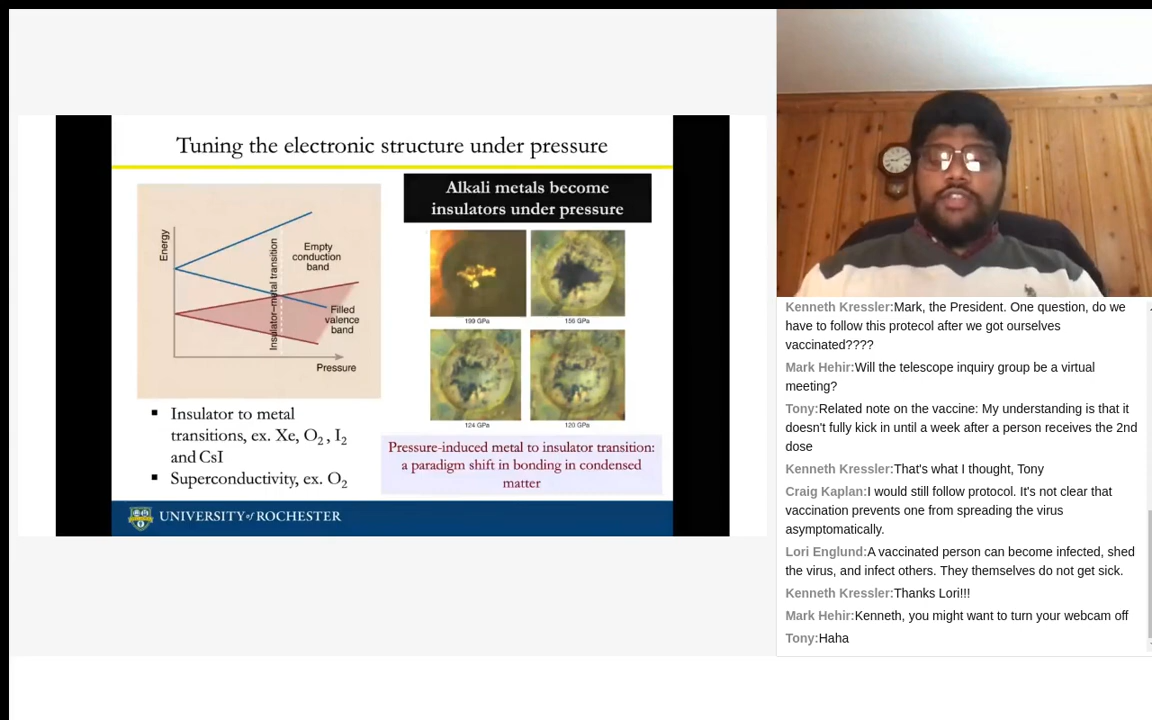 Tuning the electronic structure under pressure
Energy
Insulator–metal transition
Empty
conduction
band
Filled
valence
band
Pressure
▪ Insulator to metal
transitions, ex. Xe, O2 , I2
and CsI
▪ Superconductivity, ex. O2
Alkali metals become
insulators under pressure
199 GPa
156 GPa
124 GPa
120 GPa
Pressure-induced metal to insulator transition:
a paradigm shift in bonding in condensed
matter
UNIVERSITY of ROCHESTER
Kenneth Kressler:Mark, the President. One question, do we
have to follow this protecol after we got ourselves
vaccinated????
Mark Hehir:Will the telescope inquiry group be a virtual
meeting?
Tony:Related note on the vaccine: My understanding is that it
doesn't fully kick in until a week after a person receives the 2nd
dose
Kenneth Kressler:That's what I thought, Tony
Craig Kaplan:I would still follow protocol. It's not clear that
vaccination prevents one from spreading the virus
asymptomatically.
Lori Englund:A vaccinated person can become infected, shed
the virus, and infect others. They themselves do not get sick.
Kenneth Kressler:Thanks Lori!!!
Mark Hehir:Kenneth, you might want to turn your webcam off
Tony:Haha